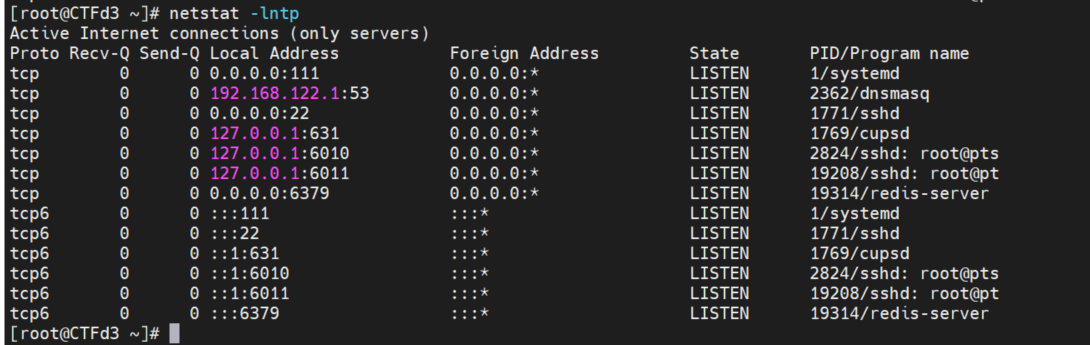 [root@CTFd3 ~]# netstat -lntp
Active Internet connections (only servers)
Proto Recv-Q Send-Q Local Address           Foreign Address         State       PID/Program name
tcp        0      0 0.0.0.0:111             0.0.0.0:*               LISTEN      1/systemd
tcp        0      0 192.168.122.1:53        0.0.0.0:*               LISTEN      2362/dnsmasq
tcp        0      0 0.0.0.0:22              0.0.0.0:*               LISTEN      1771/sshd
tcp        0      0 127.0.0.1:631           0.0.0.0:*               LISTEN      1769/cupsd
tcp        0      0 127.0.0.1:6010          0.0.0.0:*               LISTEN      2824/sshd: root@pts
tcp        0      0 127.0.0.1:6011          0.0.0.0:*               LISTEN      19208/sshd: root@pt
tcp        0      0 0.0.0.0:6379            0.0.0.0:*               LISTEN      19314/redis-server
tcp6       0      0 :::111                  :::*                    LISTEN      1/systemd
tcp6       0      0 :::22                   :::*                    LISTEN      1771/sshd
tcp6       0      0 ::1:631                 :::*                    LISTEN      1769/cupsd
tcp6       0      0 ::1:6010                :::*                    LISTEN      2824/sshd: root@pts
tcp6       0      0 ::1:6011                :::*                    LISTEN      19208/sshd: root@pt
tcp6       0      0 :::6379                 :::*                    LISTEN      19314/redis-server
[root@CTFd3 ~]#